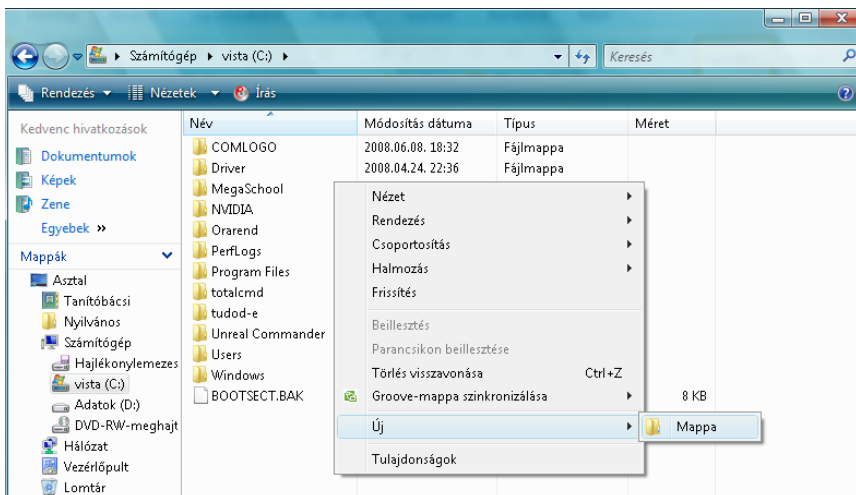 Számítógép ▸ vista (C:) ▸
Keresés
Rendezés Nézetek Írás
Kedvenc hivatkozások
Dokumentumok
Képek
Zene
Egyebek »
Mappák
Asztal
Tanítóbácsi
Nyilvános
Számítógép
Hajlékonylemezes
vista (C:)
Adatok (D:)
DVD-RW-meghajt
Hálózat
Vezérlőpult
Lomtár
Név Módosítás dátuma Típus Méret
COMLOGO 2008.06.08. 18:32 Fájlmappa
Driver 2008.04.24. 22:36 Fájlmappa
MegaSchool
NVIDIA
Orarend
PerfLogs
Program Files
totalcmd
tudod-e
Unreal Commander
Users
Windows
BOOTSECT.BAK 8 KB
Nézet
Rendezés
Csoportosítás
Halmozás
Frissítés
Beillesztés
Parancsikon beillesztése
Törlés visszavonása Ctrl+Z
Groove-mappa szinkronizálása
Új
Tulajdonságok
Mappa